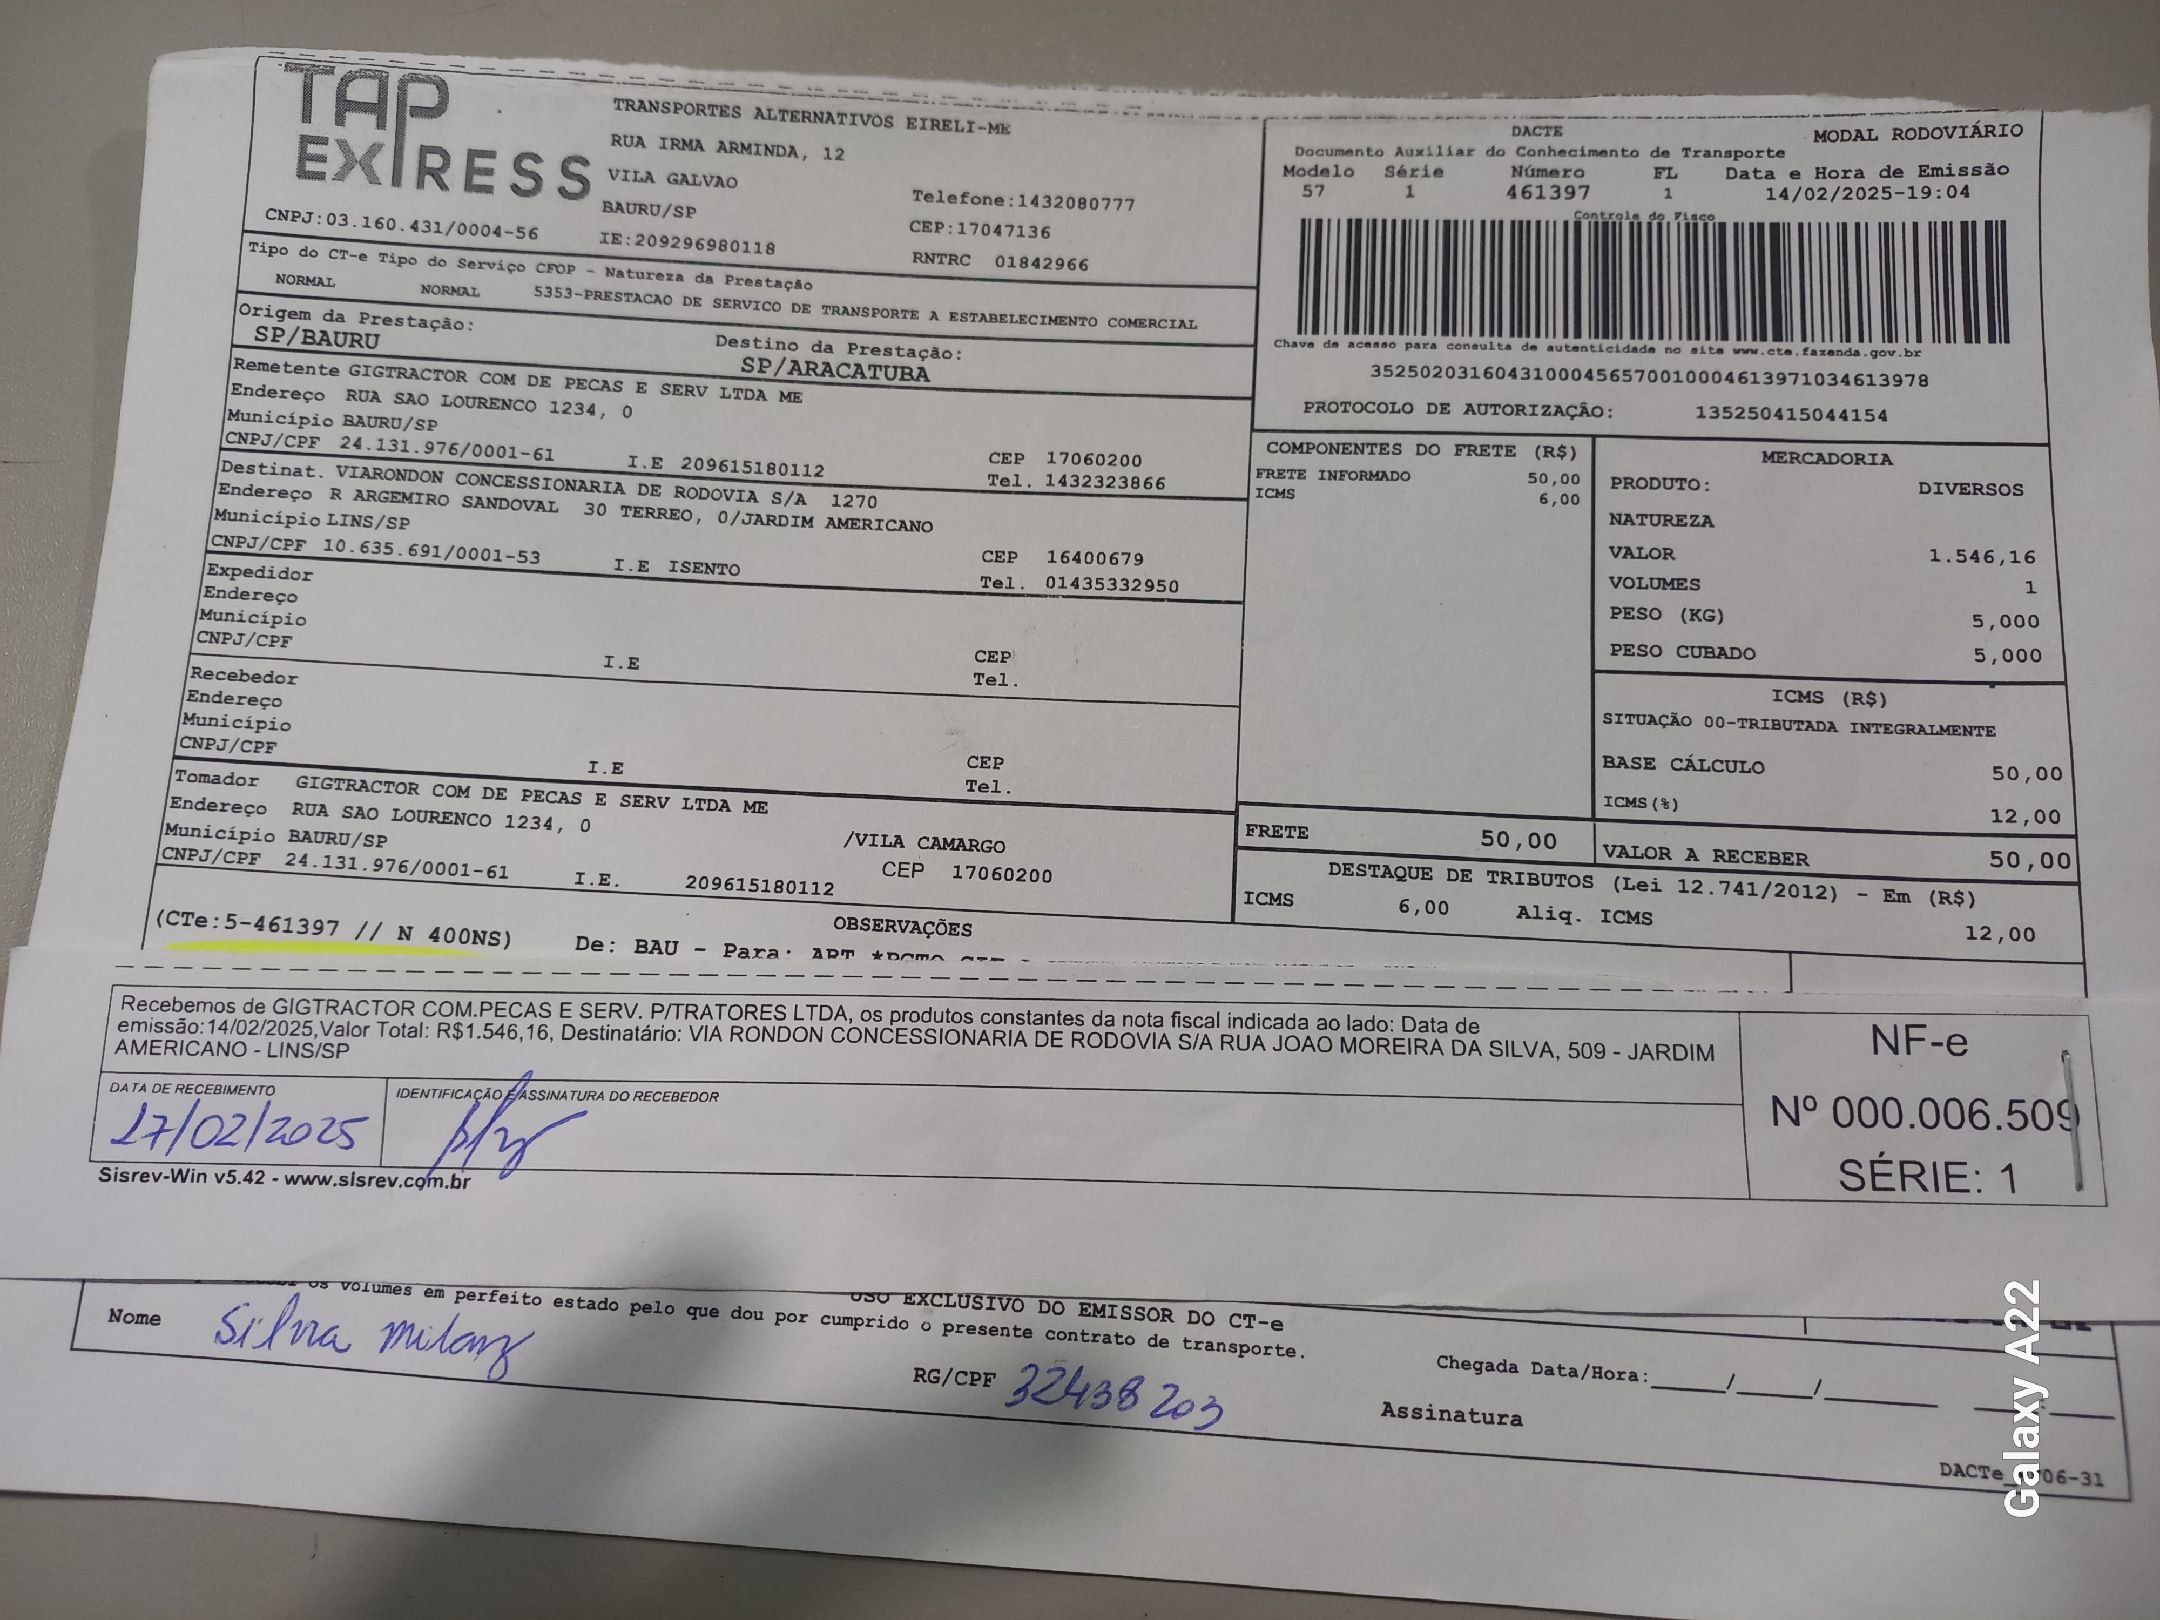 TAP EXPRESS
TRANSPORTES ALTERNATIVOS EIRELI-ME
RUA IRMA ARMINDA, 12
VILA GALVAO
BAURU/SP
Telefone:1432080777
CNPJ:03.160.431/0004-56
IE:209296980118
CEP:17047136
RNTRC 01842966
DACTE
MODAL RODOVIÁRIO
Documento Auxiliar do Conhecimento de Transporte
Modelo Série Número FL Data e Hora de Emissão
57 1 461397 1 14/02/2025-19:04
Controle do Fisco
Chave de acesso para consulta de autenticidade no site www.cte.fazenda.gov.br
35250203160431000456570010004613971034613978
PROTOCOLO DE AUTORIZAÇÃO: 135250415044154
Tipo do CT-e Tipo do Serviço CFOP - Natureza da Prestação
NORMAL NORMAL 5353-PRESTACAO DE SERVICO DE TRANSPORTE A ESTABELECIMENTO COMERCIAL
Origem da Prestação: Destino da Prestação:
SP/BAURU SP/ARACATUBA
Remetente GIGTRACTOR COM DE PECAS E SERV LTDA ME
Endereço RUA SAO LOURENCO 1234, 0
Município BAURU/SP CEP 17060200
CNPJ/CPF 24.131.976/0001-61 I.E 209615180112 Tel. 1432323866
Destinat. VIARONDON CONCESSIONARIA DE RODOVIA S/A 1270
Endereço R ARGEMIRO SANDOVAL 30 TERREO, 0/JARDIM AMERICANO
Município LINS/SP CEP 16400679
CNPJ/CPF 10.635.691/0001-53 I.E ISENTO Tel. 01435332950
Expedidor
Endereço
Município CEP
CNPJ/CPF I.E Tel.
Recebedor
Endereço
Município CEP
CNPJ/CPF I.E Tel.
Tomador GIGTRACTOR COM DE PECAS E SERV LTDA ME
Endereço RUA SAO LOURENCO 1234, 0 /VILA CAMARGO
Município BAURU/SP CEP 17060200
CNPJ/CPF 24.131.976/0001-61 I.E. 209615180112
COMPONENTES DO FRETE (R$)
FRETE INFORMADO 50,00
ICMS 6,00
MERCADORIA
PRODUTO: DIVERSOS
NATUREZA
VALOR 1.546,16
VOLUMES 1
PESO (KG) 5,000
PESO CUBADO 5,000
ICMS (R$)
SITUAÇÃO 00-TRIBUTADA INTEGRALMENTE
BASE CÁLCULO 50,00
ICMS(%) 12,00
FRETE 50,00 VALOR A RECEBER 50,00
DESTAQUE DE TRIBUTOS (Lei 12.741/2012) - Em (R$)
ICMS 6,00 Aliq. ICMS 12,00
OBSERVAÇÕES
(CTe:5-461397 // N 400NS) De: BAU - Para:
Recebemos de GIGTRACTOR COM.PECAS E SERV. P/TRATORES LTDA, os produtos constantes da nota fiscal indicada ao lado: Data de
emissão:14/02/2025,Valor Total: R$1.546,16, Destinatário: VIA RONDON CONCESSIONARIA DE RODOVIA S/A RUA JOAO MOREIRA DA SILVA, 509 - JARDIM
AMERICANO - LINS/SP
DATA DE RECEBIMENTO IDENTIFICAÇÃO E ASSINATURA DO RECEBEDOR
17/02/2025
NF-e
Nº 000.006.509
SÉRIE: 1
Sisrev-Win v5.42 - www.sisrev.com.br
os volumes em perfeito estado pelo que dou por cumprido o presente contrato de transporte.
USO EXCLUSIVO DO EMISSOR DO CT-e
Nome Silvia
RG/CPF 32438203
Chegada Data/Hora:_____/_____/_______ ___:____
Assinatura
Galaxy A22